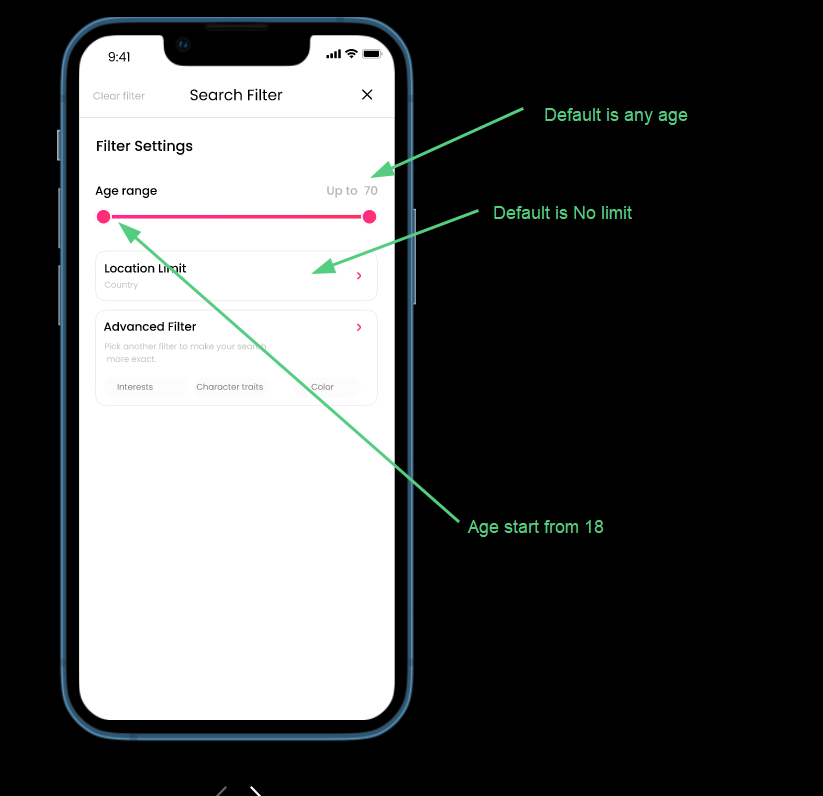 9:41
Clear filter
Search Filter
Default is any age
Filter Settings
Age range
Up to 70
Default is No limit
Location Limit
Country
Advanced Filter
Pick another filter to make your search
more exact.
Interests
Character traits
Color
Age start from 18